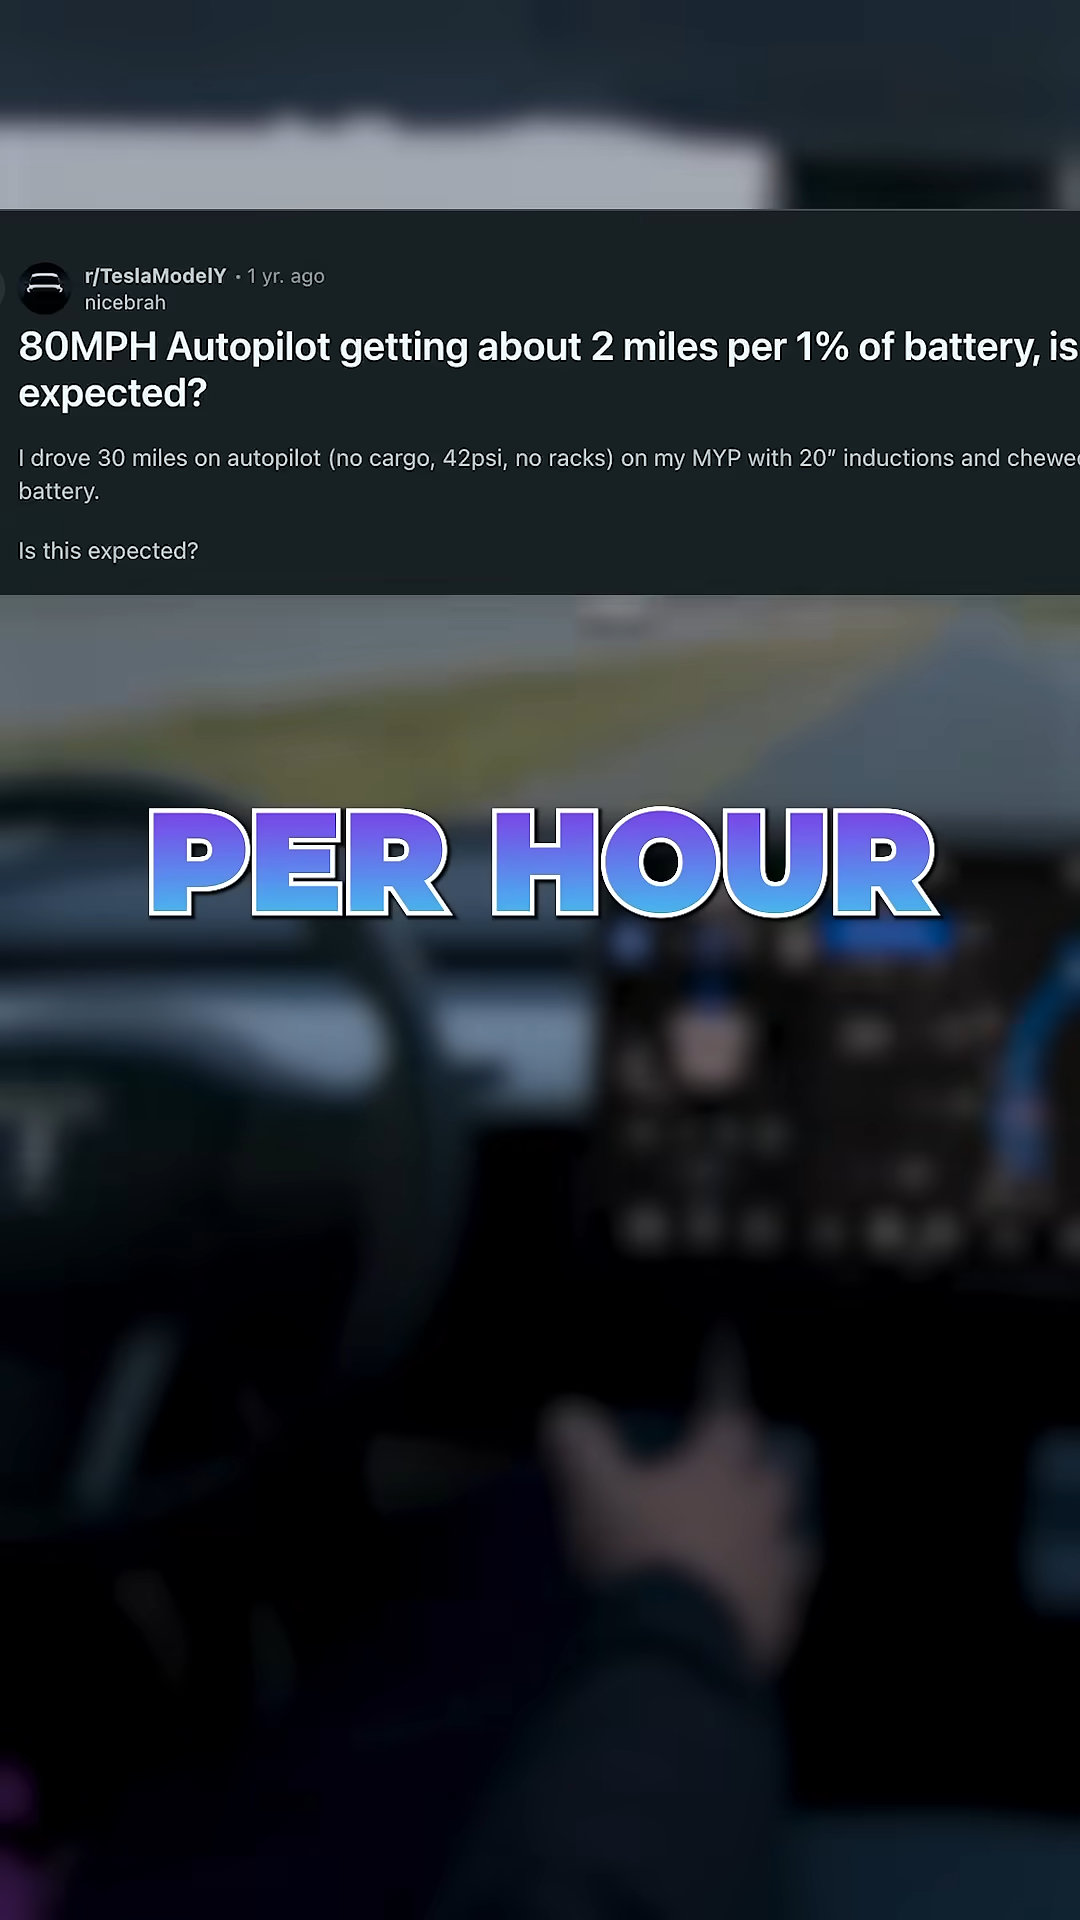 r/TeslaModelY • 1 yr. ago
nicebrah
80MPH Autopilot getting about 2 miles per 1% of battery, is
expected?
I drove 30 miles on autopilot (no cargo, 42psi, no racks) on my MYP with 20” inductions and chewe
battery.
Is this expected?
PER HOUR